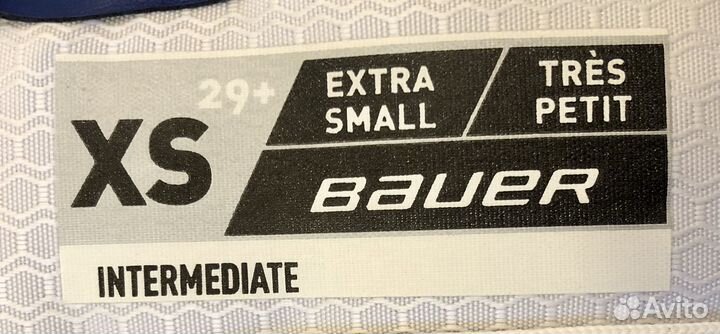 29+
XS
EXTRA
SMALL
TRÈS
PETIT
BAUER
INTERMEDIATE
Avito